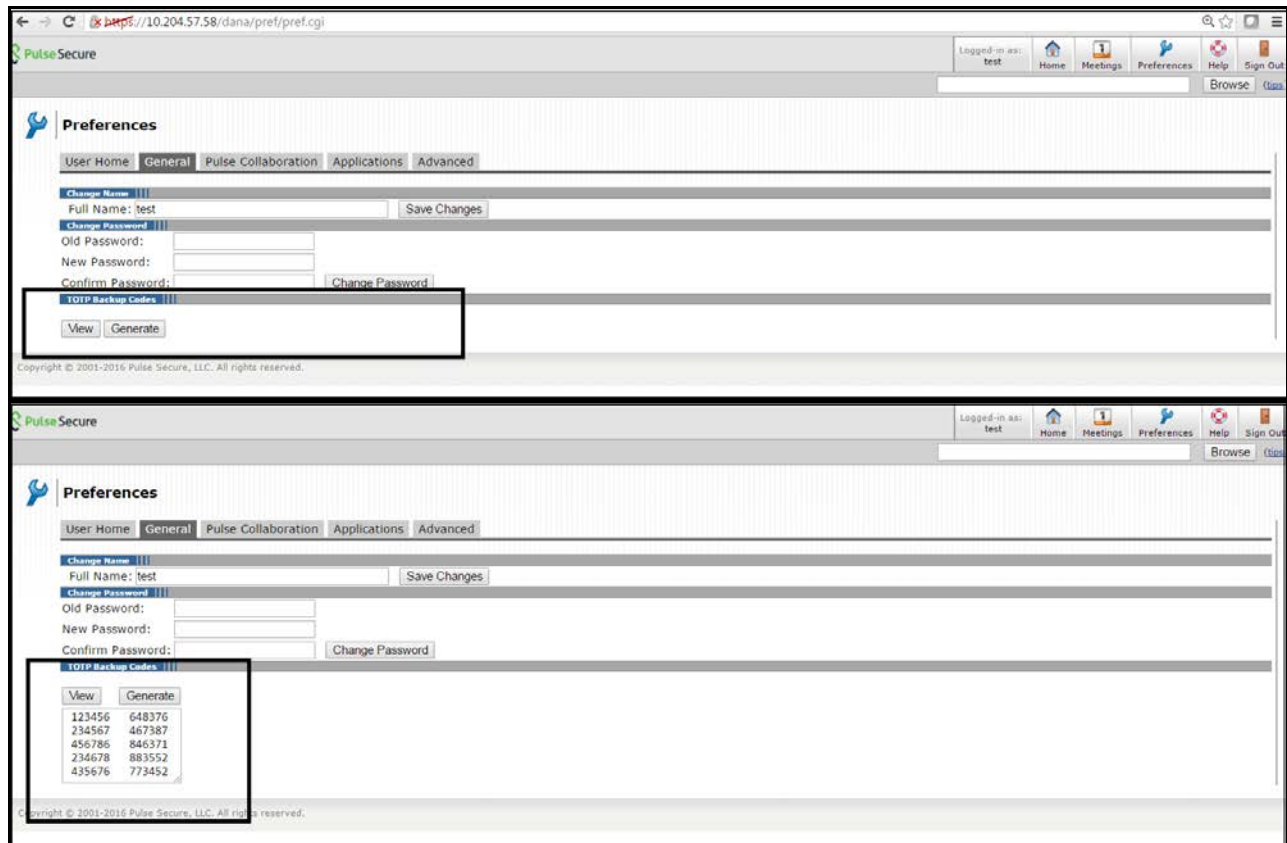 https://10.204.57.58/dana/pref/pref.cgi
Pulse Secure
Logged-in as:
test
1
Home Meetings Preferences Help Sign Out
Browse (tips
Preferences
User Home General Pulse Collaboration Applications Advanced
Change Name
Full Name: test Save Changes
Change Password
Old Password:
New Password:
Confirm Password: Change Password
TOTP Backup Codes
View Generate
Copyright © 2001-2016 Pulse Secure, LLC. All rights reserved.
Pulse Secure
Logged-in as:
test
1
Home Meetings Preferences Help Sign Out
Browse (tips
Preferences
User Home General Pulse Collaboration Applications Advanced
Change Name
Full Name: test Save Changes
Change Password
Old Password:
New Password:
Confirm Password: Change Password
TOTP Backup Codes
View Generate
123456 648376
234567 467387
456786 846371
234678 883552
435676 773452
Copyright © 2001-2016 Pulse Secure, LLC. All rights reserved.